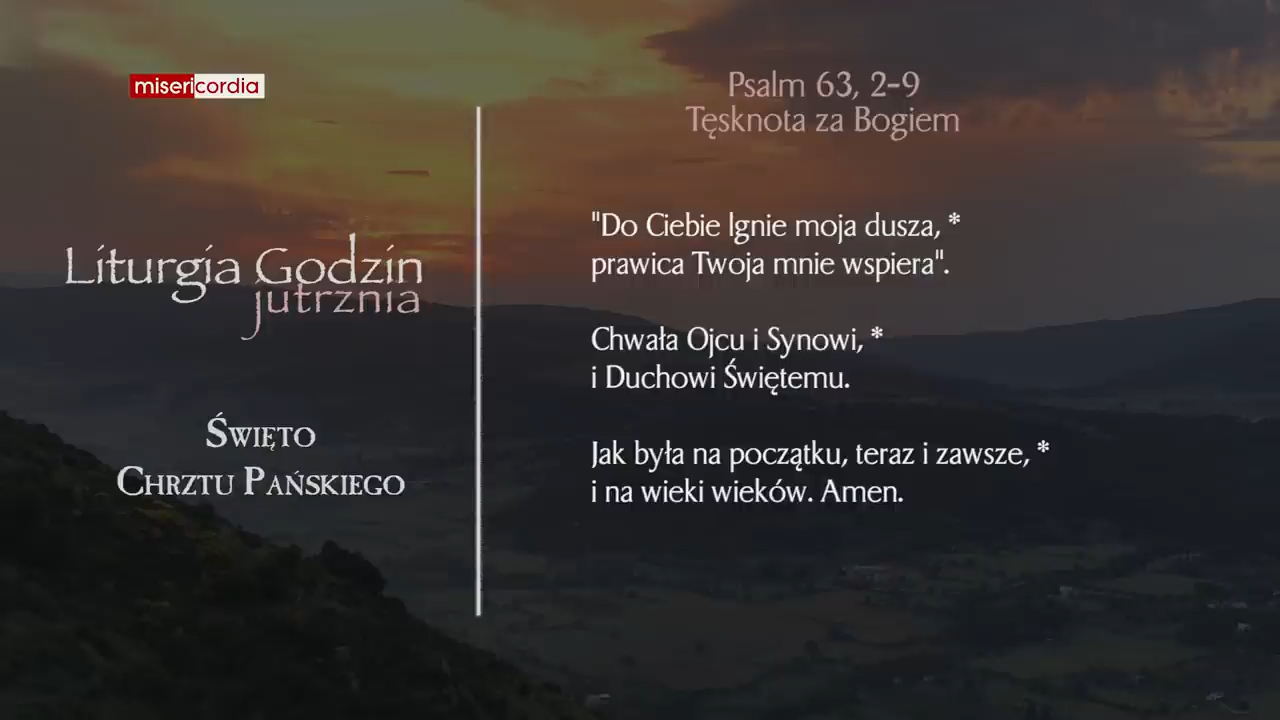 misericordia
Liturgia Godzin
jutrznia
Święto
Chrztu Pańskiego
Psalm 63, 2-9
Tęsknota za Bogiem
"Do Ciebie lgnie moja dusza, *
prawica Twoja mnie wspiera".
Chwała Ojcu i Synowi, *
i Duchowi Świętemu.
Jak była na początku, teraz i zawsze, *
i na wieki wieków. Amen.